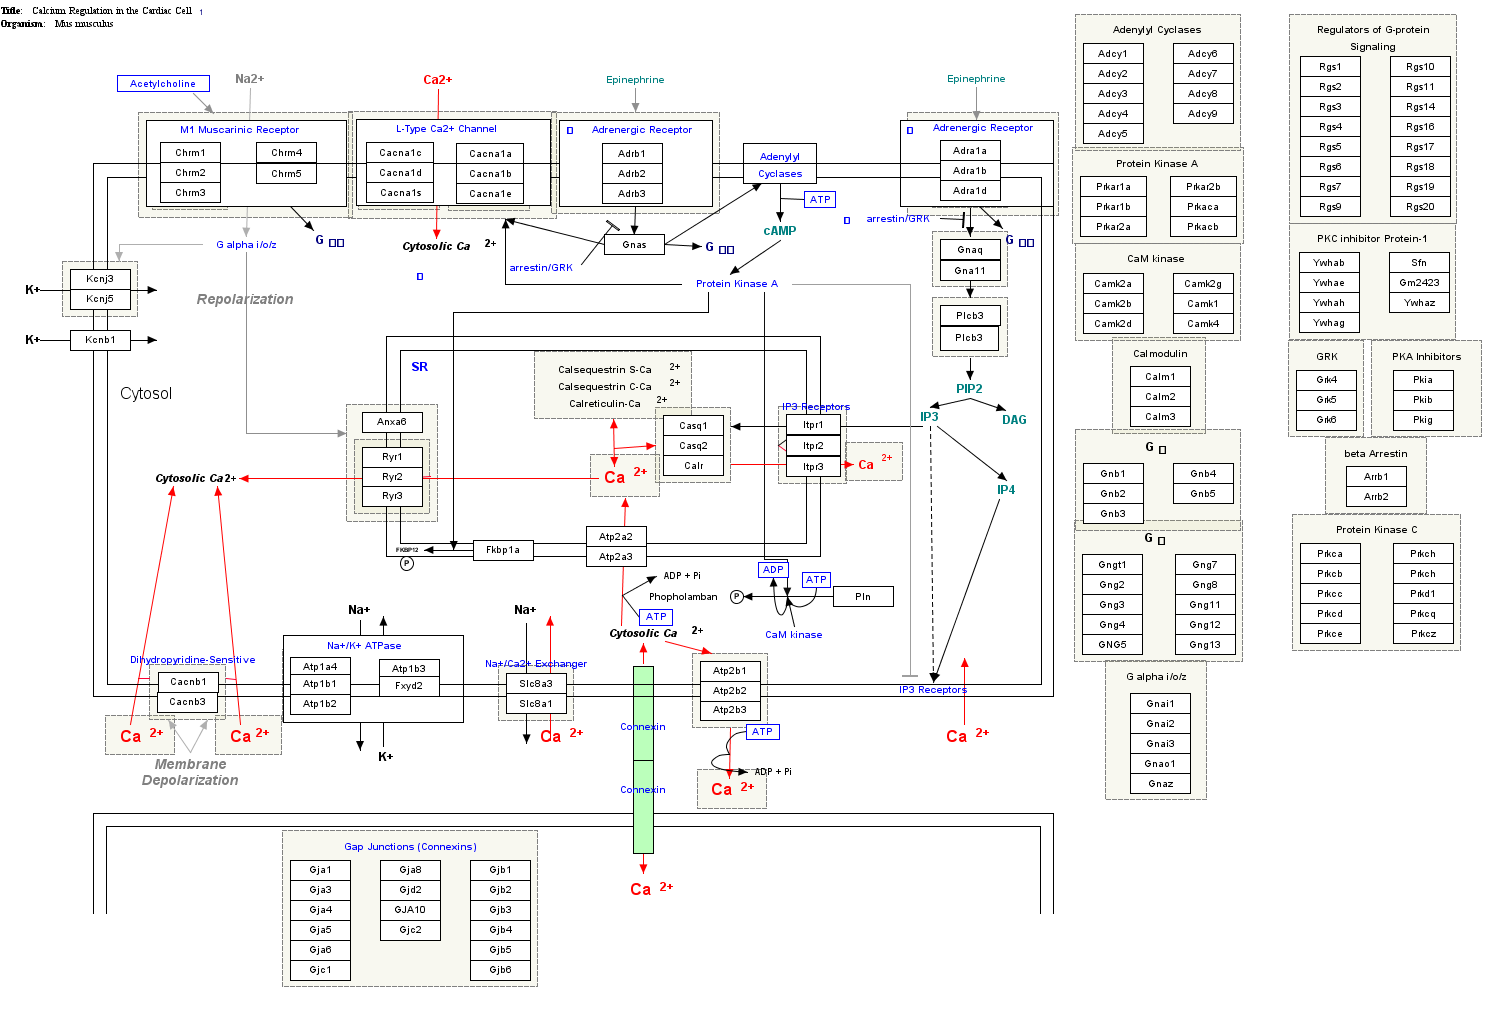 Title: Calcium Regulation in the Cardiac Cell 1
Organism: Mus musculus
Acetylcholine
Na2+
Ca2+
Epinephrine
Epinephrine
M1 Muscarinic Receptor
Chrm1
Chrm2
Chrm3
Chrm4
Chrm5
L-Type Ca2+ Channel
Cacna1c
Cacna1d
Cacna1s
Cacna1a
Cacna1b
Cacna1e
Adrenergic Receptor
Adrb1
Adrb2
Adrb3
Adenylyl
Cyclases
ATP
cAMP
Adrenergic Receptor
Adra1a
Adra1b
Adra1d
arrestin/GRK
G
G
G
G alpha i/o/z
Cytosolic Ca 2+
Gnas
arrestin/GRK
Protein Kinase A
Gnaq
Gna11
Plcb3
Plcb3
PIP2
IP3
DAG
IP4
K+
Kcnj3
Kcnj5
K+
Kcnb1
Repolarization
Cytosol
SR
Calsequestrin S-Ca 2+
Calsequestrin C-Ca 2+
Calreticulin-Ca 2+
Anxa6
Ryr1
Ryr2
Ryr3
Casq1
Casq2
Calr
IP3 Receptors
Itpr1
Itpr2
Itpr3
Ca 2+
Ca 2+
Cytosolic Ca2+
Atp2a2
Atp2a3
FKBP12
P
Fkbp1a
ADP + Pi
Phopholamban
P
ATP
ADP
ATP
Pln
CaM kinase
Cytosolic Ca 2+
Na+
Na+/K+ ATPase
Atp1a4
Atp1b1
Atp1b2
Atp1b3
Fxyd2
K+
Na+
Na+/Ca2+ Exchanger
Slc8a3
Slc8a1
Ca 2+
Dihydropyridine-Sensitive
Cacnb1
Cacnb3
Ca 2+
Ca 2+
Membrane
Depolarization
Connexin
Connexin
Ca 2+
Atp2b1
Atp2b2
Atp2b3
ATP
ADP + Pi
Ca 2+
IP3 Receptors
Ca 2+
Gap Junctions (Connexins)
Gja1
Gja3
Gja4
Gja5
Gja6
Gjc1
Gja8
Gjd2
GJA10
Gjc2
Gjb1
Gjb2
Gjb3
Gjb4
Gjb5
Gjb6
Adenylyl Cyclases
Adcy1
Adcy2
Adcy3
Adcy4
Adcy5
Adcy6
Adcy7
Adcy8
Adcy9
Protein Kinase A
Prkar1a
Prkar1b
Prkar2a
Prkar2b
Prkaca
Prkacb
CaM kinase
Camk2a
Camk2b
Camk2d
Camk2g
Camk1
Camk4
Calmodulin
Calm1
Calm2
Calm3
G
Gnb1
Gnb2
Gnb3
Gnb4
Gnb5
G
Gngt1
Gng2
Gng3
Gng4
GNG5
Gng7
Gng8
Gng11
Gng12
Gng13
G alpha i/o/z
Gnai1
Gnai2
Gnai3
Gnao1
Gnaz
Regulators of G-protein
Signaling
Rgs1
Rgs2
Rgs3
Rgs4
Rgs5
Rgs6
Rgs7
Rgs9
Rgs10
Rgs11
Rgs14
Rgs16
Rgs17
Rgs18
Rgs19
Rgs20
PKC inhibitor Protein-1
Ywhab
Ywhae
Ywhah
Ywhag
Sfn
Gm2423
Ywhaz
GRK
Grk4
Grk5
Grk6
PKA Inhibitors
Pkia
Pkib
Pkig
beta Arrestin
Arrb1
Arrb2
Protein Kinase C
Prkca
Prkcb
Prkcc
Prkcd
Prkce
Prkch
Prkch
Prkd1
Prkcq
Prkcz